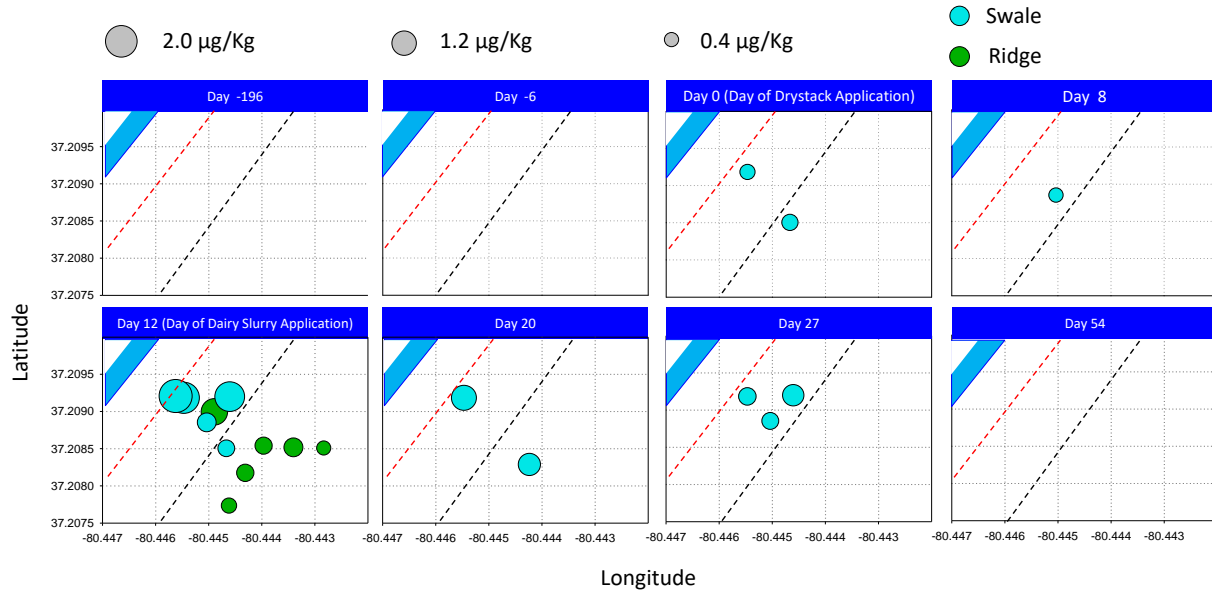 2.0 µg/Kg
1.2 µg/Kg
0.4 µg/Kg
Swale
Ridge
Day -196
Day -6
Day 0 (Day of Drystack Application)
Day 8
37.2095
37.2090
37.2085
37.2080
37.2075
Day 12 (Day of Dairy Slurry Application)
Day 20
Day 27
Day 54
37.2095
37.2090
37.2085
37.2080
37.2075
-80.447 -80.446 -80.445 -80.444 -80.443
-80.447 -80.446 -80.445 -80.444 -80.443
-80.447 -80.446 -80.445 -80.444 -80.443
-80.447 -80.446 -80.445 -80.444 -80.443
Latitude
Longitude